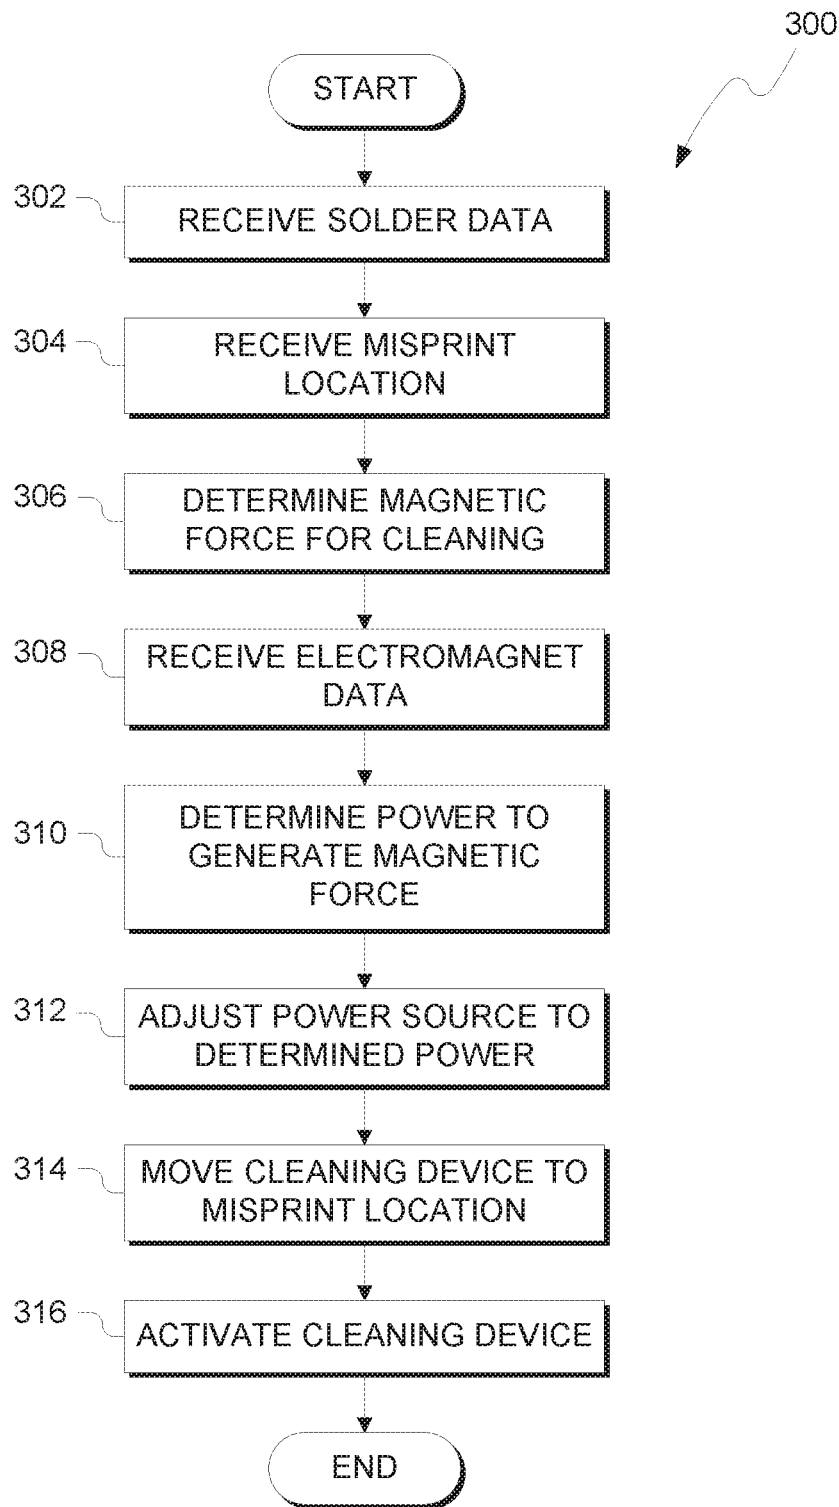 300
START
302
RECEIVE SOLDER DATA
304
RECEIVE MISPRINT
LOCATION
306
DETERMINE MAGNETIC
FORCE FOR CLEANING
308
RECEIVE ELECTROMAGNET
DATA
310
DETERMINE POWER TO
GENERATE MAGNETIC
FORCE
312
ADJUST POWER SOURCE TO
DETERMINED POWER
314
MOVE CLEANING DEVICE TO
MISPRINT LOCATION
316
ACTIVATE CLEANING DEVICE
END